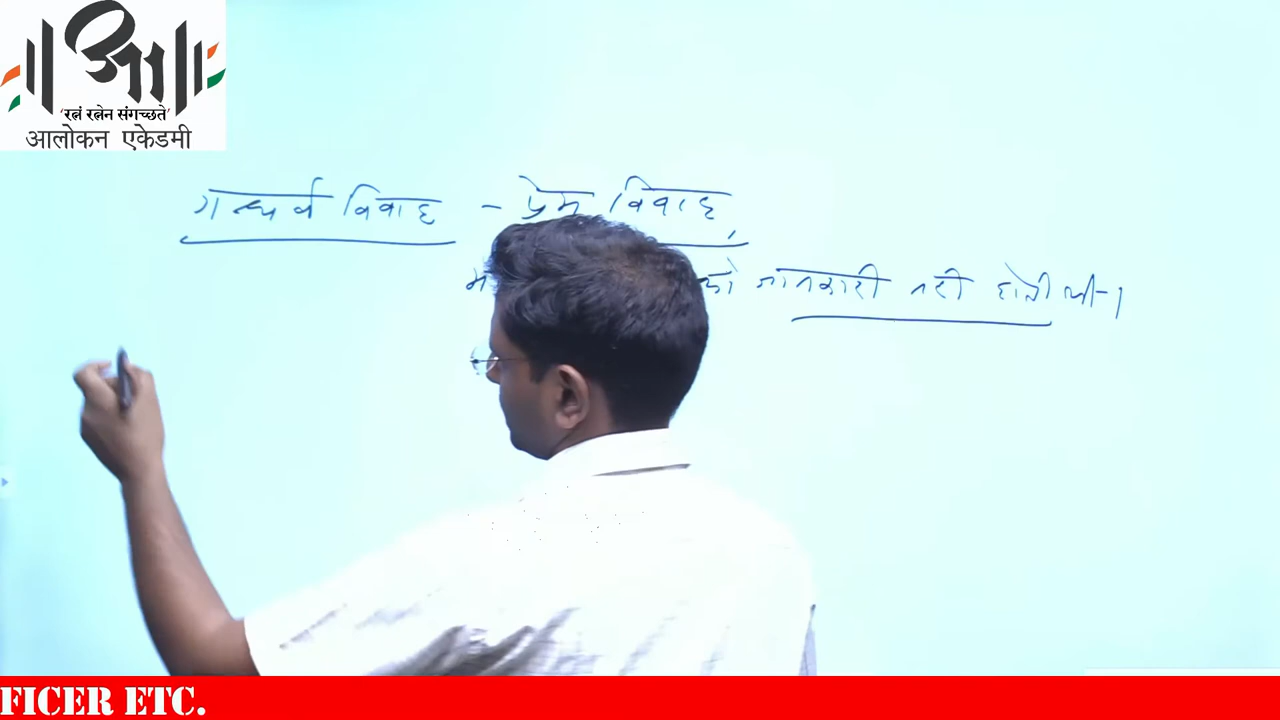 'रत्नं रत्नेन संगच्छते'
आलोकन एकेडमी
गन्धर्व विवाह - प्रेम विवाह,
को जानकारी नही होती थी।
FICER ETC.